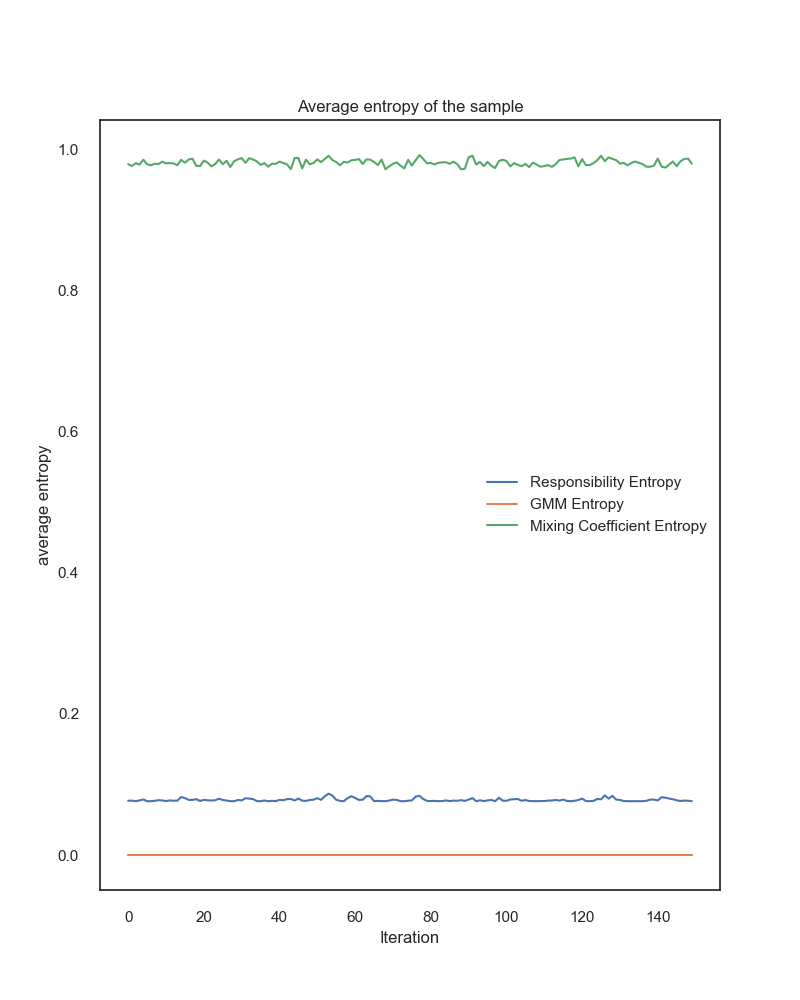 Average entropy of the sample
1.0
0.8
0.6
0.4
0.2
0.0
average entropy
Responsibility Entropy
GMM Entropy
Mixing Coefficient Entropy
0 20 40 60 80 100 120 140
Iteration